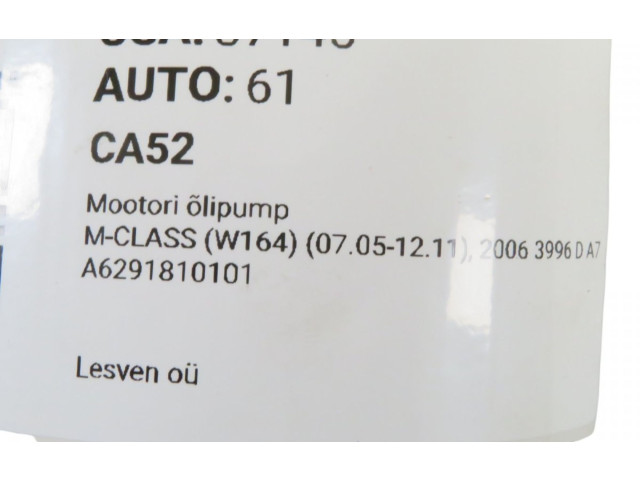 AUTO: 61
CA52
Mootori õlipump
M-CLASS (W164) (07.05-12.11), 2006 3996 D A7
A6291810101
Lesven oü